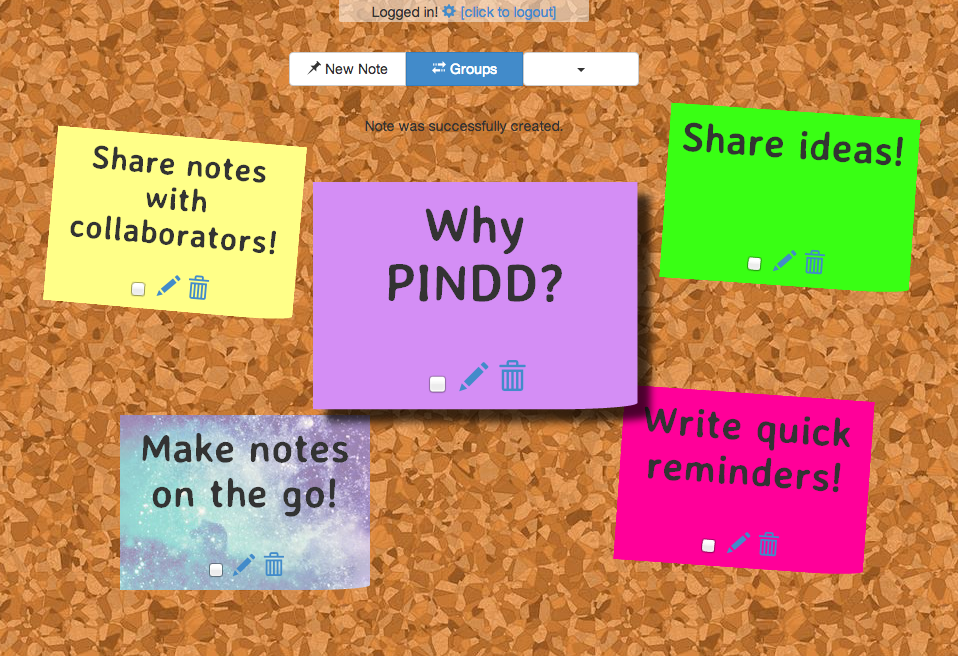 Logged in! [click to logout]
New Note
Groups
Note was successfully created.
Share notes
with
collaborators!
Why
PINDD?
Share ideas!
Make notes
on the go!
Write quick
reminders!